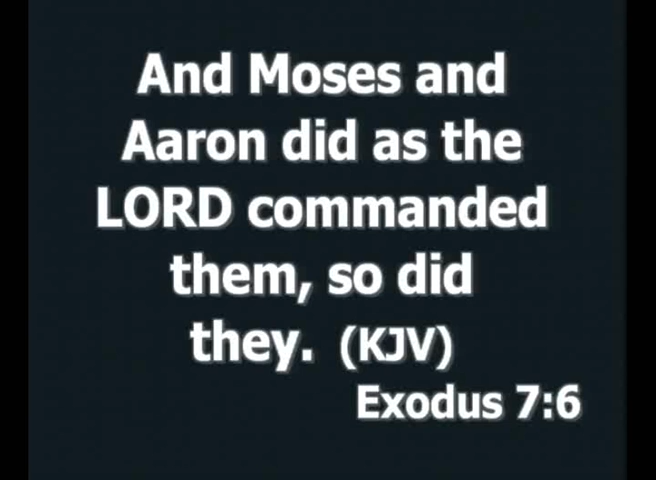 And Moses and
Aaron did as the
LORD commanded
them, so did
they. (KJV)
Exodus 7:6